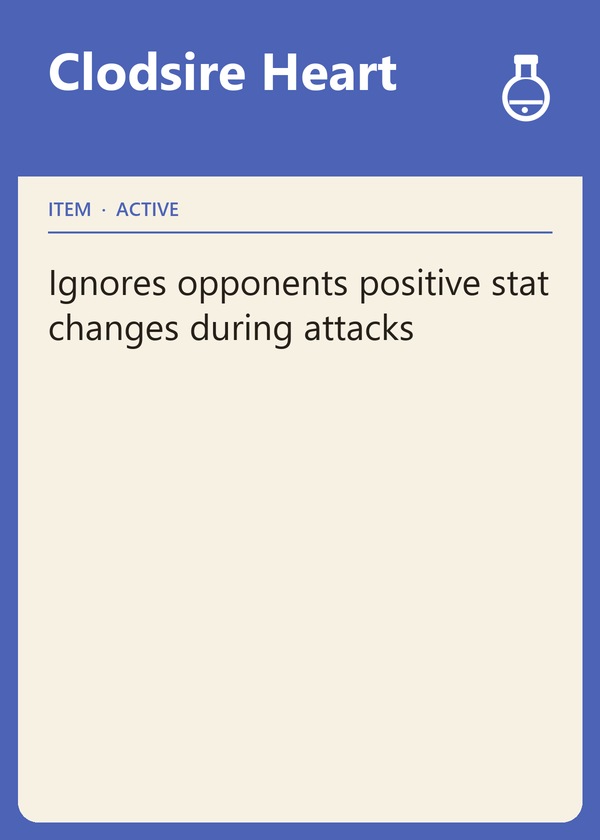 Clodsire Heart
ITEM · ACTIVE
Ignores opponents positive stat
changes during attacks